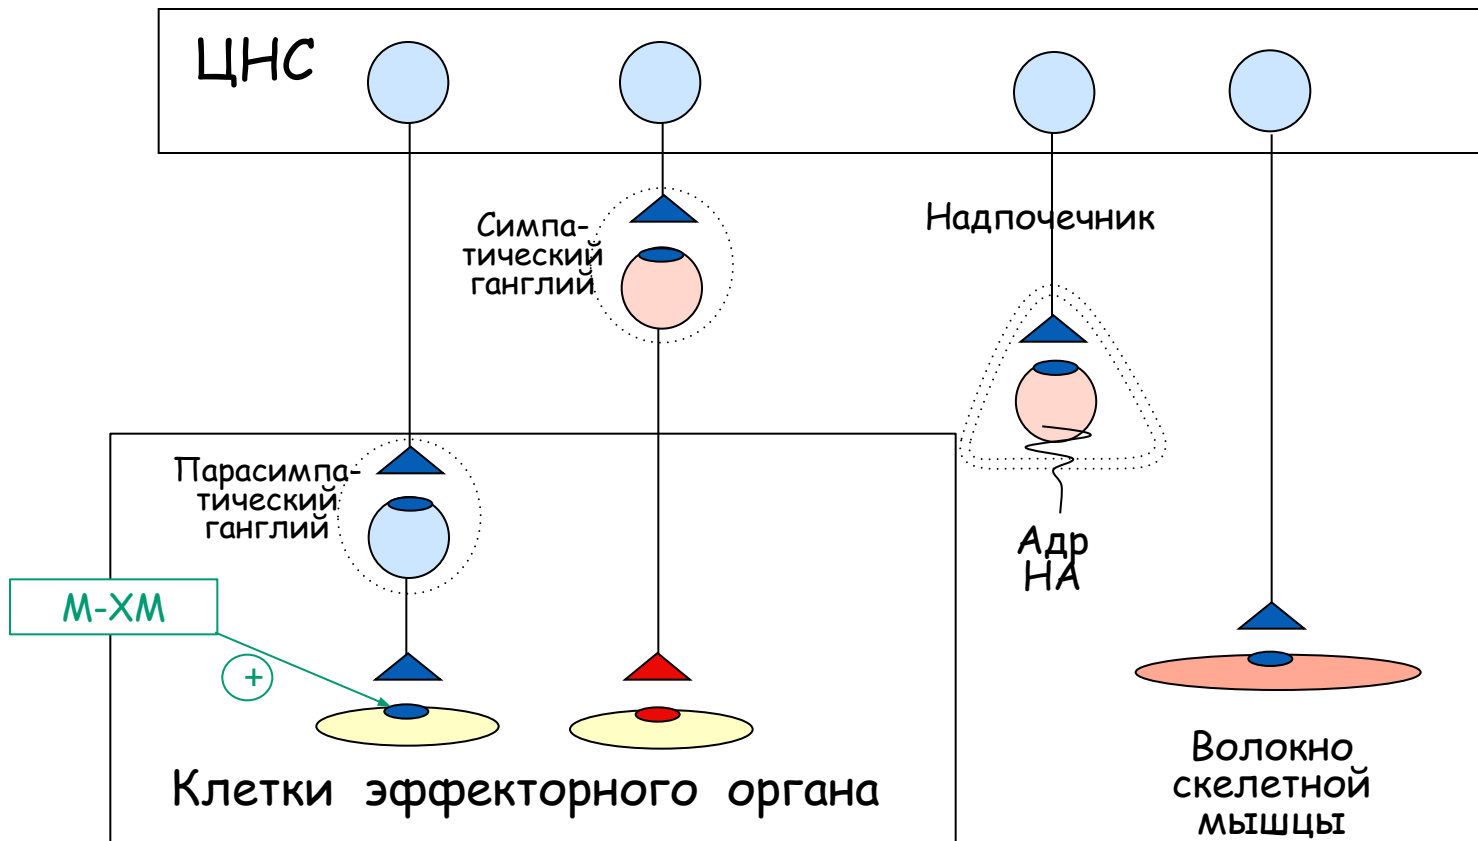 ЦНС
Симпа-
тический
ганглий
Надпочечник
Парасимпа-
тический
ганглий
Адр
НА
М-ХМ
+
Клетки эффекторного органа
Волокно
скелетной
мышцы